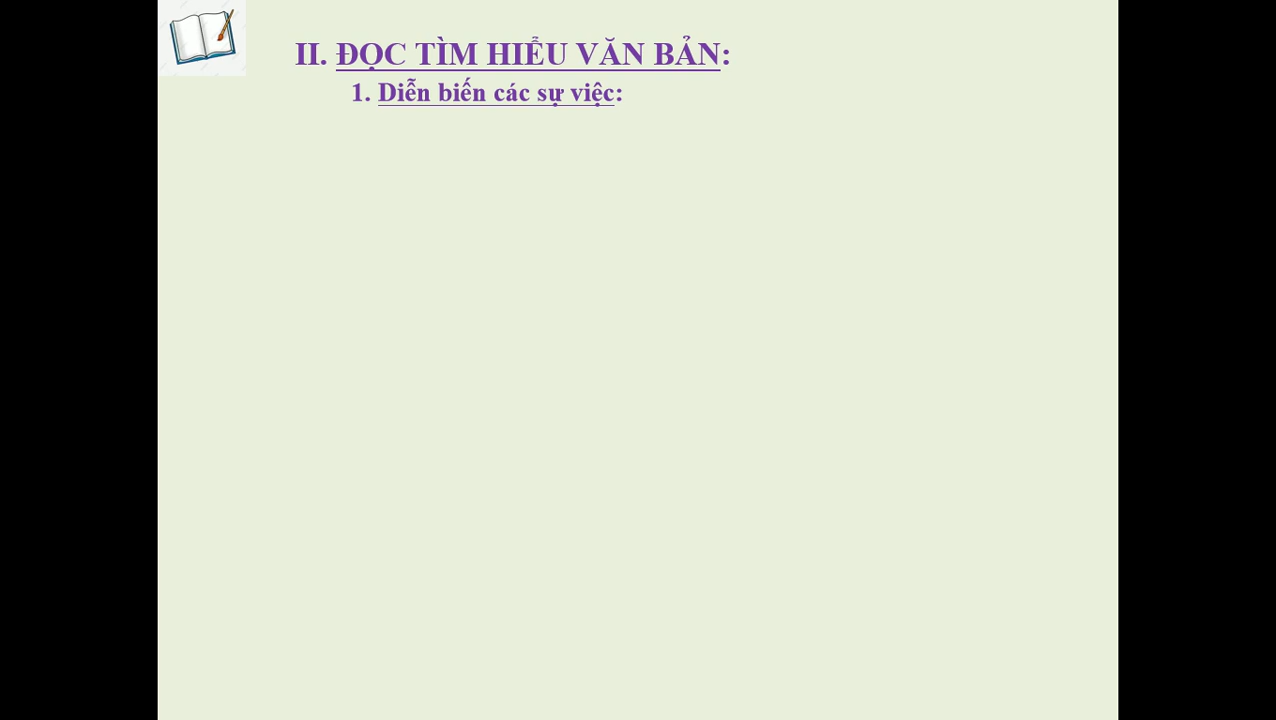 II. ĐỌC TÌM HIỂU VĂN BẢN:
1. Diễn biến các sự việc: